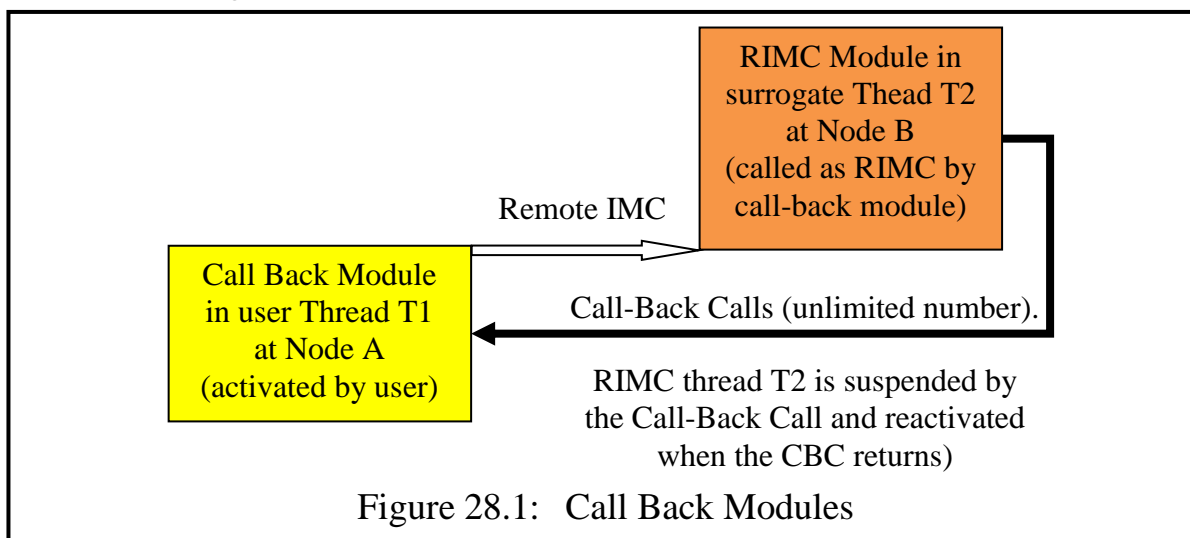 RIMC Module in
surrogate Thead T2
at Node B
(called as RIMC by
call-back module)
Remote IMC
Call Back Module
in user Thread T1
at Node A
(activated by user)
Call-Back Calls (unlimited number).
RIMC thread T2 is suspended by
the Call-Back Call and reactivated
when the CBC returns)
Figure 28.1: Call Back Modules